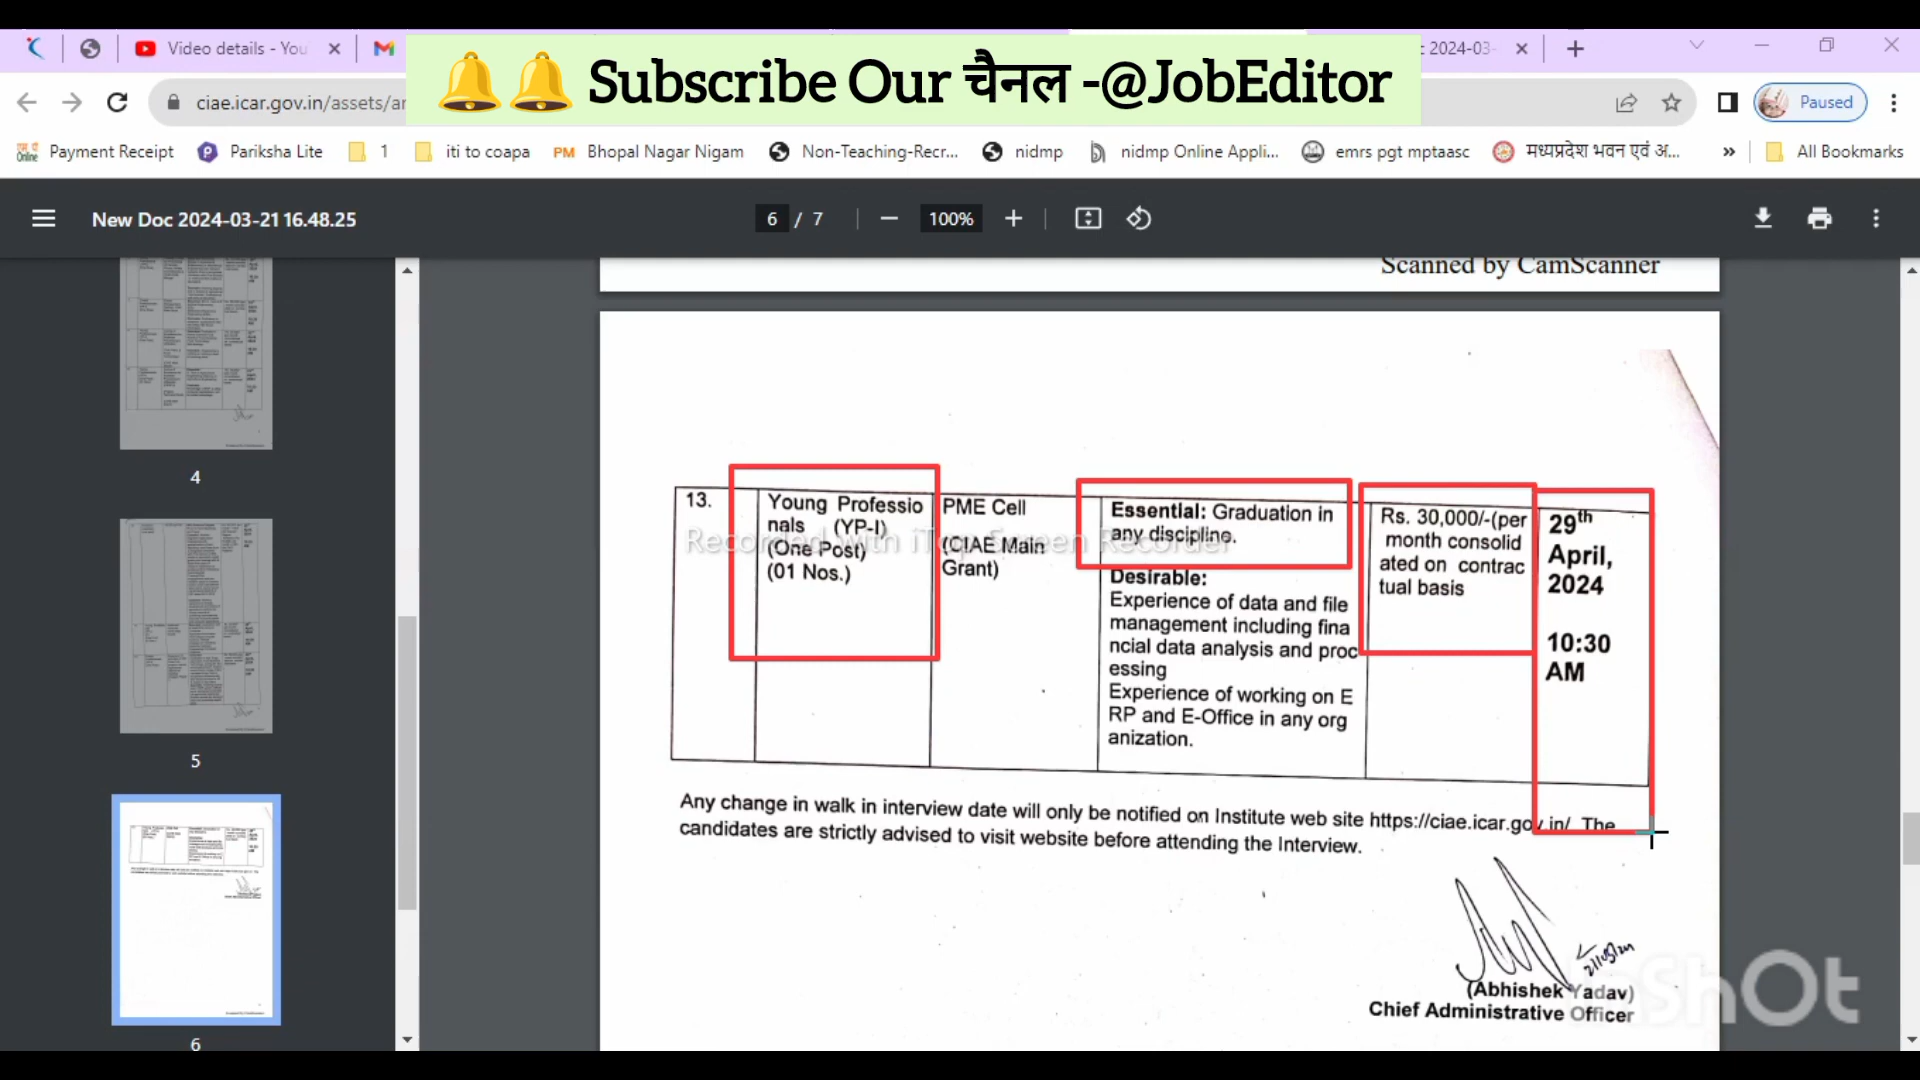 Video details - You
2024-03-
🔔🔔 Subscribe Our चैनल -@JobEditor
ciae.icar.gov.in/assets/ar
Paused
Payment Receipt
Pariksha Lite
1
iti to coapa
PM Bhopal Nagar Nigam
Non-Teaching-Recr...
nidmp
nidmp Online Appli...
emrs pgt mptaasc
मध्यप्रदेश भवन एवं अ...
»
All Bookmarks
New Doc 2024-03-21 16.48.25
6 / 7
100%
4
5
6
Scanned by CamScanner
13.
Young Professio
nals (YP-I)
(One Post)
(01 Nos.)
PME Cell
(CIAE Main
Grant)
Essential: Graduation in
any discipline.
Desirable:
Experience of data and file
management including fina
ncial data analysis and proc
essing
Experience of working on E
RP and E-Office in any org
anization.
Rs. 30,000/-(per
month consolid
ated on contrac
tual basis
29th
April,
2024
10:30
AM
Recorded with iTop Screen Recorder
Any change in walk in interview date will only be notified on Institute web site https://ciae.icar.gov.in/ The
candidates are strictly advised to visit website before attending the Interview.
(Abhishek Yadav)
Chief Administrative Officer
InShOt